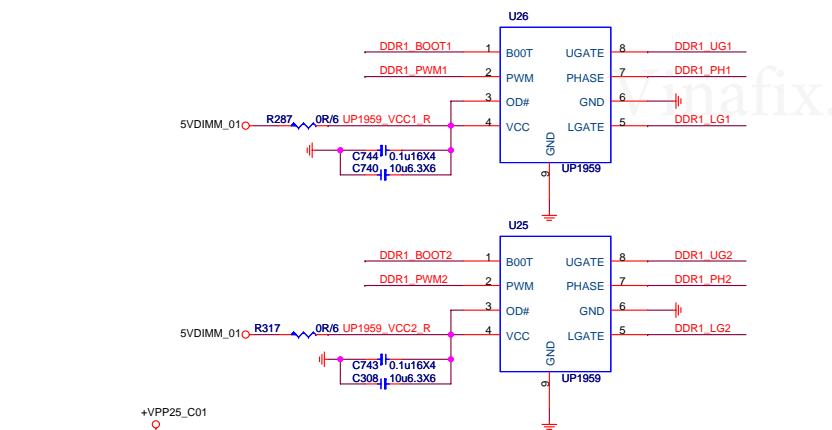 U26
DDR1_BOOT1 1 B00T UGATE 8 DDR1_UG1
DDR1_PWM1 2 PWM PHASE 7 DDR1_PH1
3 OD# GND 6
5VDIMM_01 R287 0R/6 UP1959_VCC1_R 4 VCC LGATE 5 DDR1_LG1
GND
C744 0.1u16X4
C740 10u6.3X6
9 UP1959
Vinafix.
U25
DDR1_BOOT2 1 B00T UGATE 8 DDR1_UG2
DDR1_PWM2 2 PWM PHASE 7 DDR1_PH2
3 OD# GND 6
5VDIMM_01 R317 0R/6 UP1959_VCC2_R 4 VCC LGATE 5 DDR1_LG2
GND
C743 0.1u16X4
C308 10u6.3X6
9 UP1959
+VPP25_C01